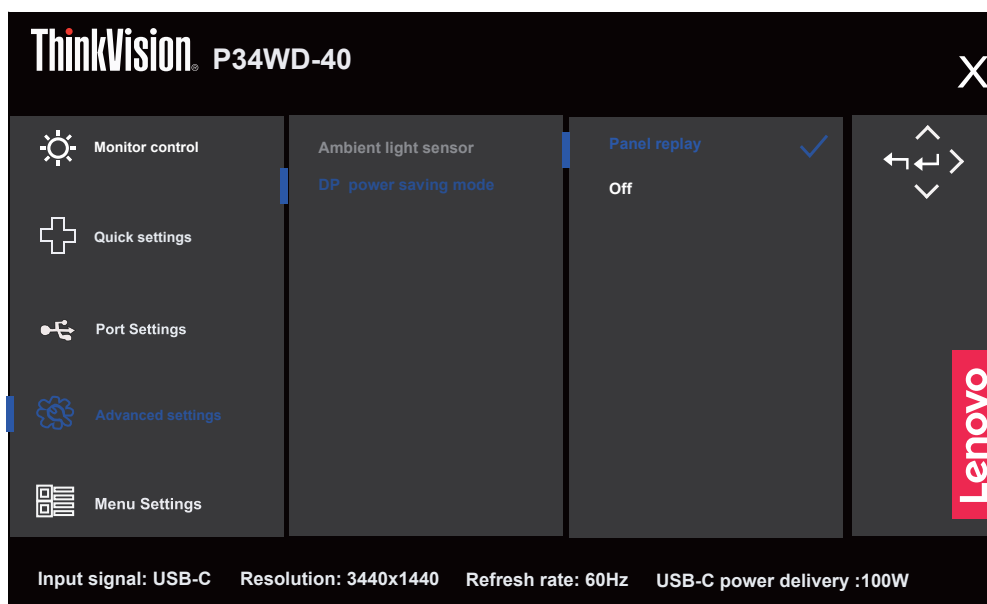 ThinkVision® P34WD-40
X
Monitor control
Quick settings
Port Settings
Advanced settings
Menu Settings
Ambient light sensor
DP power saving mode
Panel replay
Off
Lenovo
Input signal: USB-C Resolution: 3440x1440 Refresh rate: 60Hz USB-C power delivery :100W